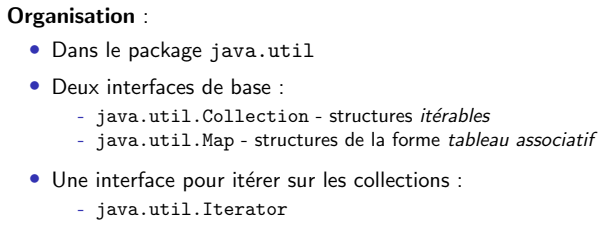 Organisation :
• Dans le package java.util
• Deux interfaces de base :
- java.util.Collection - structures itérables
- java.util.Map - structures de la forme tableau associatif
• Une interface pour itérer sur les collections :
- java.util.Iterator